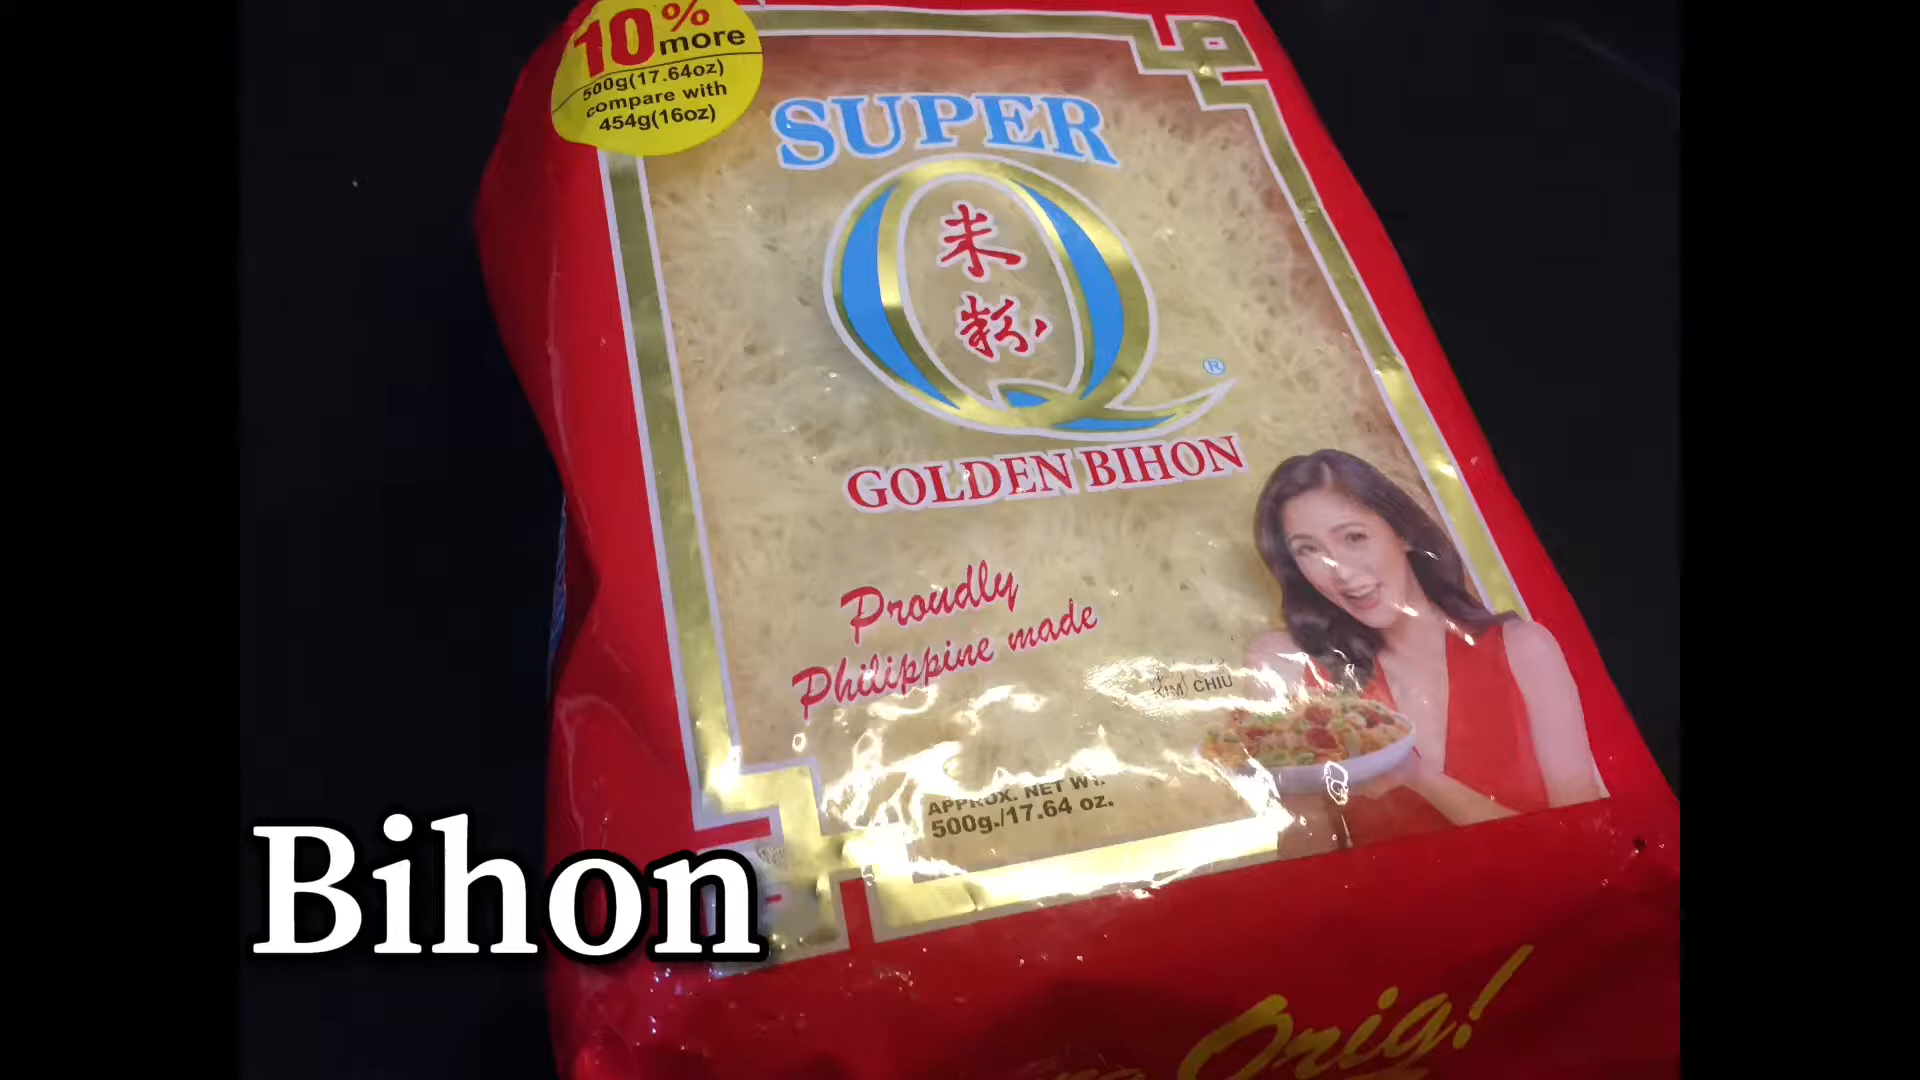 10% more
500g(17.64oz)
compare with
454g(16oz)
SUPER
Q
米
粉
®
GOLDEN BIHON
Proudly
Philippine made
KIM CHIU
APPROX. NET WT.
500g./17.64 oz.
Bihon
Orig!